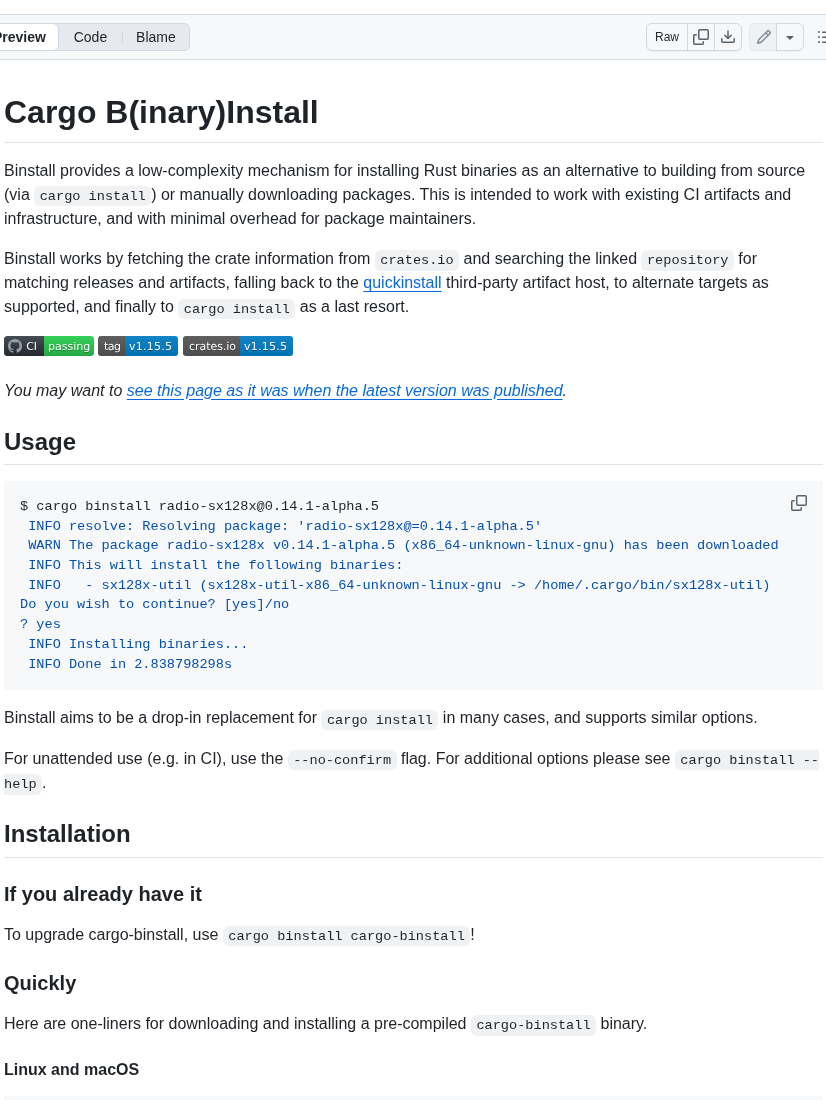 Preview Code Blame Raw
Cargo B(inary)Install
Binstall provides a low-complexity mechanism for installing Rust binaries as an alternative to building from source
(via cargo install) or manually downloading packages. This is intended to work with existing CI artifacts and
infrastructure, and with minimal overhead for package maintainers.
Binstall works by fetching the crate information from crates.io and searching the linked repository for
matching releases and artifacts, falling back to the quickinstall third-party artifact host, to alternate targets as
supported, and finally to cargo install as a last resort.
CI passing tag v1.15.5 crates.io v1.15.5
You may want to see this page as it was when the latest version was published.
Usage
$ cargo binstall radio-sx128x@0.14.1-alpha.5
 INFO resolve: Resolving package: 'radio-sx128x@=0.14.1-alpha.5'
 WARN The package radio-sx128x v0.14.1-alpha.5 (x86_64-unknown-linux-gnu) has been downloaded
 INFO This will install the following binaries:
 INFO   - sx128x-util (sx128x-util-x86_64-unknown-linux-gnu -> /home/.cargo/bin/sx128x-util)
Do you wish to continue? [yes]/no
? yes
 INFO Installing binaries...
 INFO Done in 2.838798298s
Binstall aims to be a drop-in replacement for cargo install in many cases, and supports similar options.
For unattended use (e.g. in CI), use the --no-confirm flag. For additional options please see cargo binstall --
help.
Installation
If you already have it
To upgrade cargo-binstall, use cargo binstall cargo-binstall!
Quickly
Here are one-liners for downloading and installing a pre-compiled cargo-binstall binary.
Linux and macOS